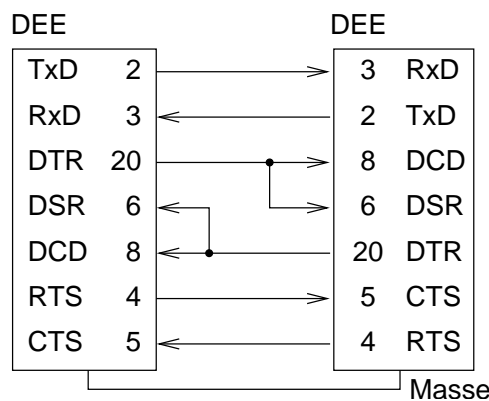 DEE DEE
TxD 2 3 RxD
RxD 3 2 TxD
DTR 20 8 DCD
DSR 6 6 DSR
DCD 8 20 DTR
RTS 4 5 CTS
CTS 5 4 RTS
Masse